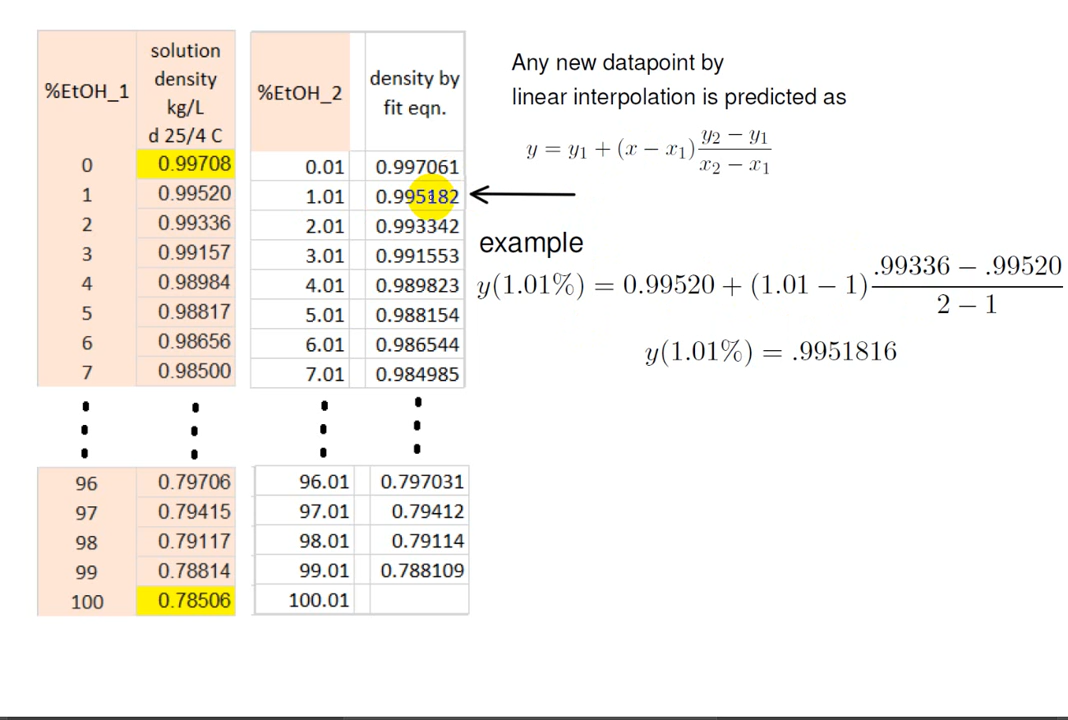 %EtOH_1 solution density kg/L d 25/4 C %EtOH_2 density by fit eqn.
0 0.99708 0.01 0.997061
1 0.99520 1.01 0.995182
2 0.99336 2.01 0.993342
3 0.99157 3.01 0.991553
4 0.98984 4.01 0.989823
5 0.98817 5.01 0.988154
6 0.98656 6.01 0.986544
7 0.98500 7.01 0.984985
96 0.79706 96.01 0.797031
97 0.79415 97.01 0.79412
98 0.79117 98.01 0.79114
99 0.78814 99.01 0.788109
100 0.78506 100.01
Any new datapoint by
linear interpolation is predicted as
y = y₁ + (x − x₁) (y₂ − y₁)/(x₂ − x₁)
example
y(1.01%) = 0.99520 + (1.01 − 1) (.99336 − .99520)/(2 − 1)
y(1.01%) = .9951816